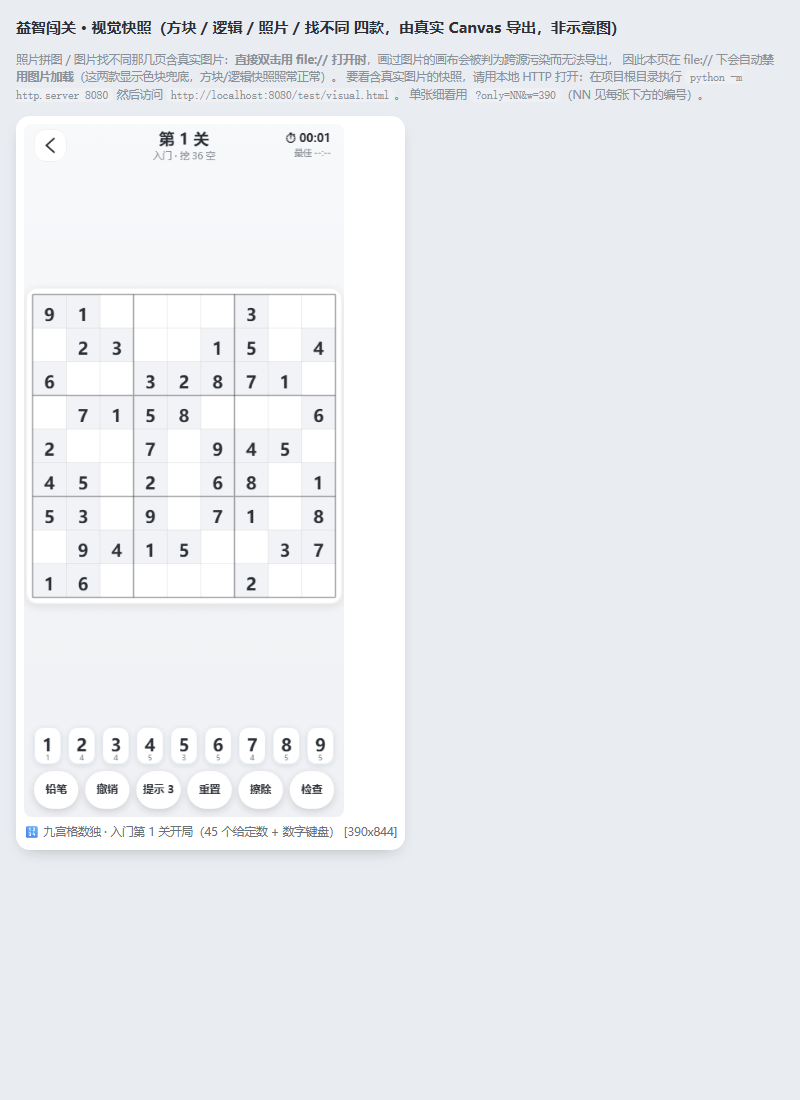 益智闯关 · 视觉快照（方块 / 逻辑 / 照片 / 找不同 四款，由真实 Canvas 导出，非示意图）
照片拼图 / 图片找不同那几页含真实图片：直接双击用 file:// 打开时，画过图片的画布会被判为跨源污染而无法导出， 因此本页在 file:// 下会自动禁
用图片加载（这两款显示色块兜底，方块/逻辑快照照常正常）。 要看含真实图片的快照，请用本地 HTTP 打开：在项目根目录执行 python -m
http.server 8080 然后访问 http://localhost:8080/test/visual.html 。 单张细看用 ?only=NN&w=390 （NN 见每张下方的编号）。
第 1 关
00:01
入门 · 挖 36 空
最佳 --:--
9 1 3
2 3 1 5 4
6 3 2 8 7 1
7 1 5 8 6
2 7 9 4 5
4 5 2 6 8 1
5 3 9 7 1 8
9 4 1 5 3 7
1 6 2
1 2 3 4 5 6 7 8 9
1 4 4 5 3 5 4 5 5
铅笔 撤销 提示 3 重置 擦除 检查
九宫格数独 · 入门第 1 关开局（45 个给定数 + 数字键盘） [390x844]